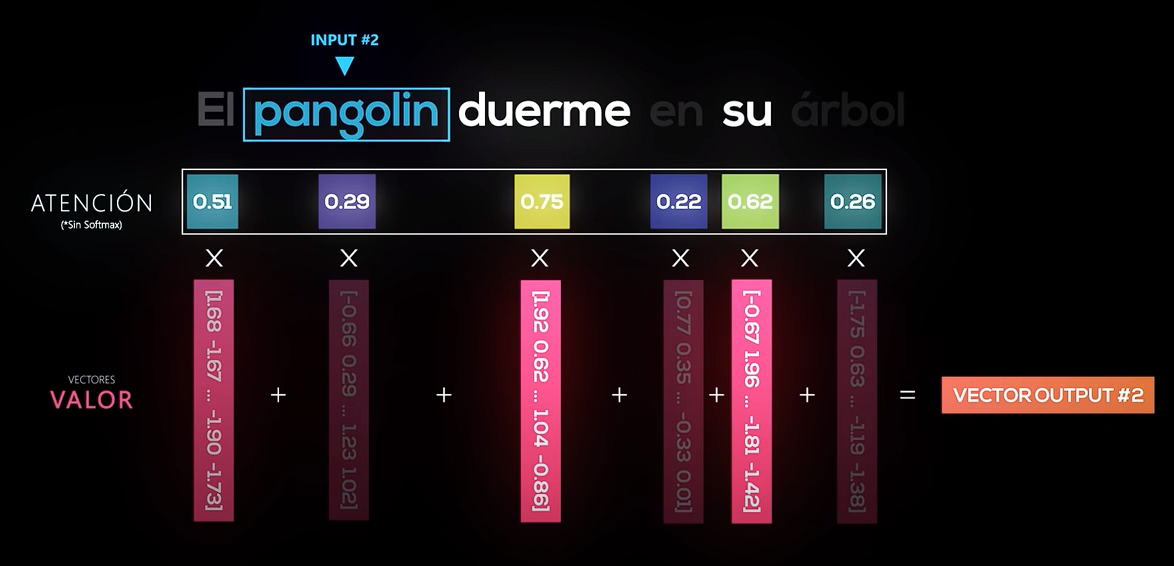 INPUT #2
El pangolin duerme en su árbol
ATENCIÓN
(*Sin Softmax)
0.51 0.29 0.75 0.22 0.62 0.26
X X X X X X
[1.68 -1.67 ... -1.90 -1.73]
[-0.66 0.29 ... 1.23 1.02]
[1.92 0.62 ... 1.04 -0.86]
[0.77 0.35 ... -0.33 0.01]
[-0.67 1.96 ... -1.81 -1.42]
[-1.75 0.63 ... -1.19 -1.38]
VECTORES
VALOR
+ + + + + = VECTOR OUTPUT #2